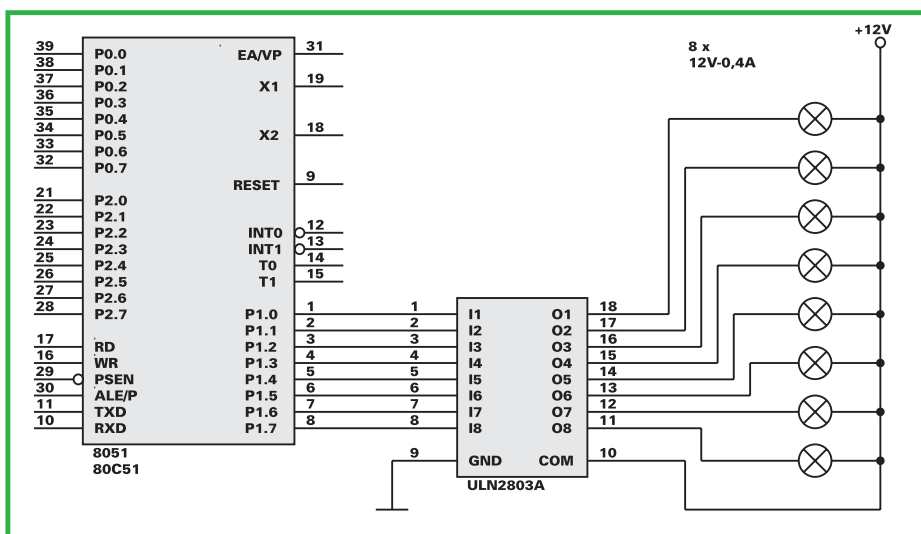 +12V
8 x
12V-0,4A
39 P0.0 EA/VP 31
38 P0.1
37 P0.2 X1 19
36 P0.3
35 P0.4
34 P0.5 X2 18
33 P0.6
32 P0.7
RESET 9
21 P2.0
22 P2.1
23 P2.2 INT0 12
24 P2.3 INT1 13
25 P2.4 T0 14
26 P2.5 T1 15
27 P2.6
28 P2.7 P1.0 1 1 I1 O1 18
P1.1 2 2 I2 O2 17
17 RD P1.2 3 3 I3 O3 16
16 WR P1.3 4 4 I4 O4 15
29 PSEN P1.4 5 5 I5 O5 14
30 ALE/P P1.5 6 6 I6 O6 13
11 TXD P1.6 7 7 I7 O7 12
10 RXD P1.7 8 8 I8 O8 11
8051
80C51
9 GND COM 10
ULN2803A